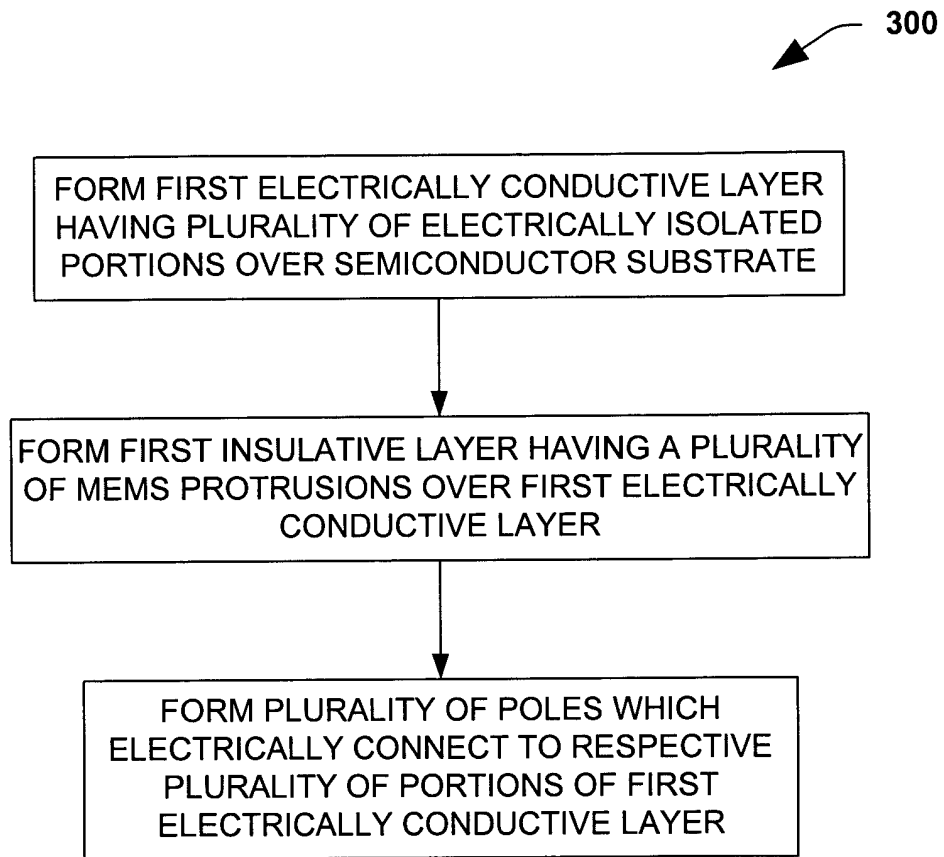 300
FORM FIRST ELECTRICALLY CONDUCTIVE LAYER
HAVING PLURALITY OF ELECTRICALLY ISOLATED
PORTIONS OVER SEMICONDUCTOR SUBSTRATE
FORM FIRST INSULATIVE LAYER HAVING A PLURALITY
OF MEMS PROTRUSIONS OVER FIRST ELECTRICALLY
CONDUCTIVE LAYER
FORM PLURALITY OF POLES WHICH
ELECTRICALLY CONNECT TO RESPECTIVE
PLURALITY OF PORTIONS OF FIRST
ELECTRICALLY CONDUCTIVE LAYER